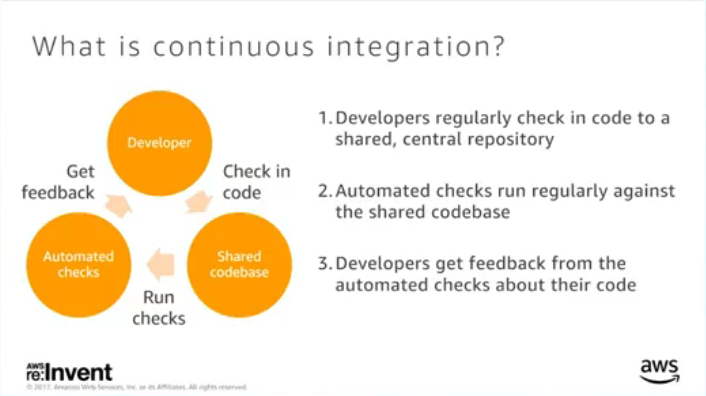 What is continuous integration?
Developer
Get
feedback
Check in
code
Automated
checks
Shared
codebase
Run
checks
1. Developers regularly check in code to a
shared, central repository
2. Automated checks run regularly against
the shared codebase
3. Developers get feedback from the
automated checks about their code
AWS
re:Invent
© 2017, Amazon Web Services, Inc. or its Affiliates. All rights reserved.
aws